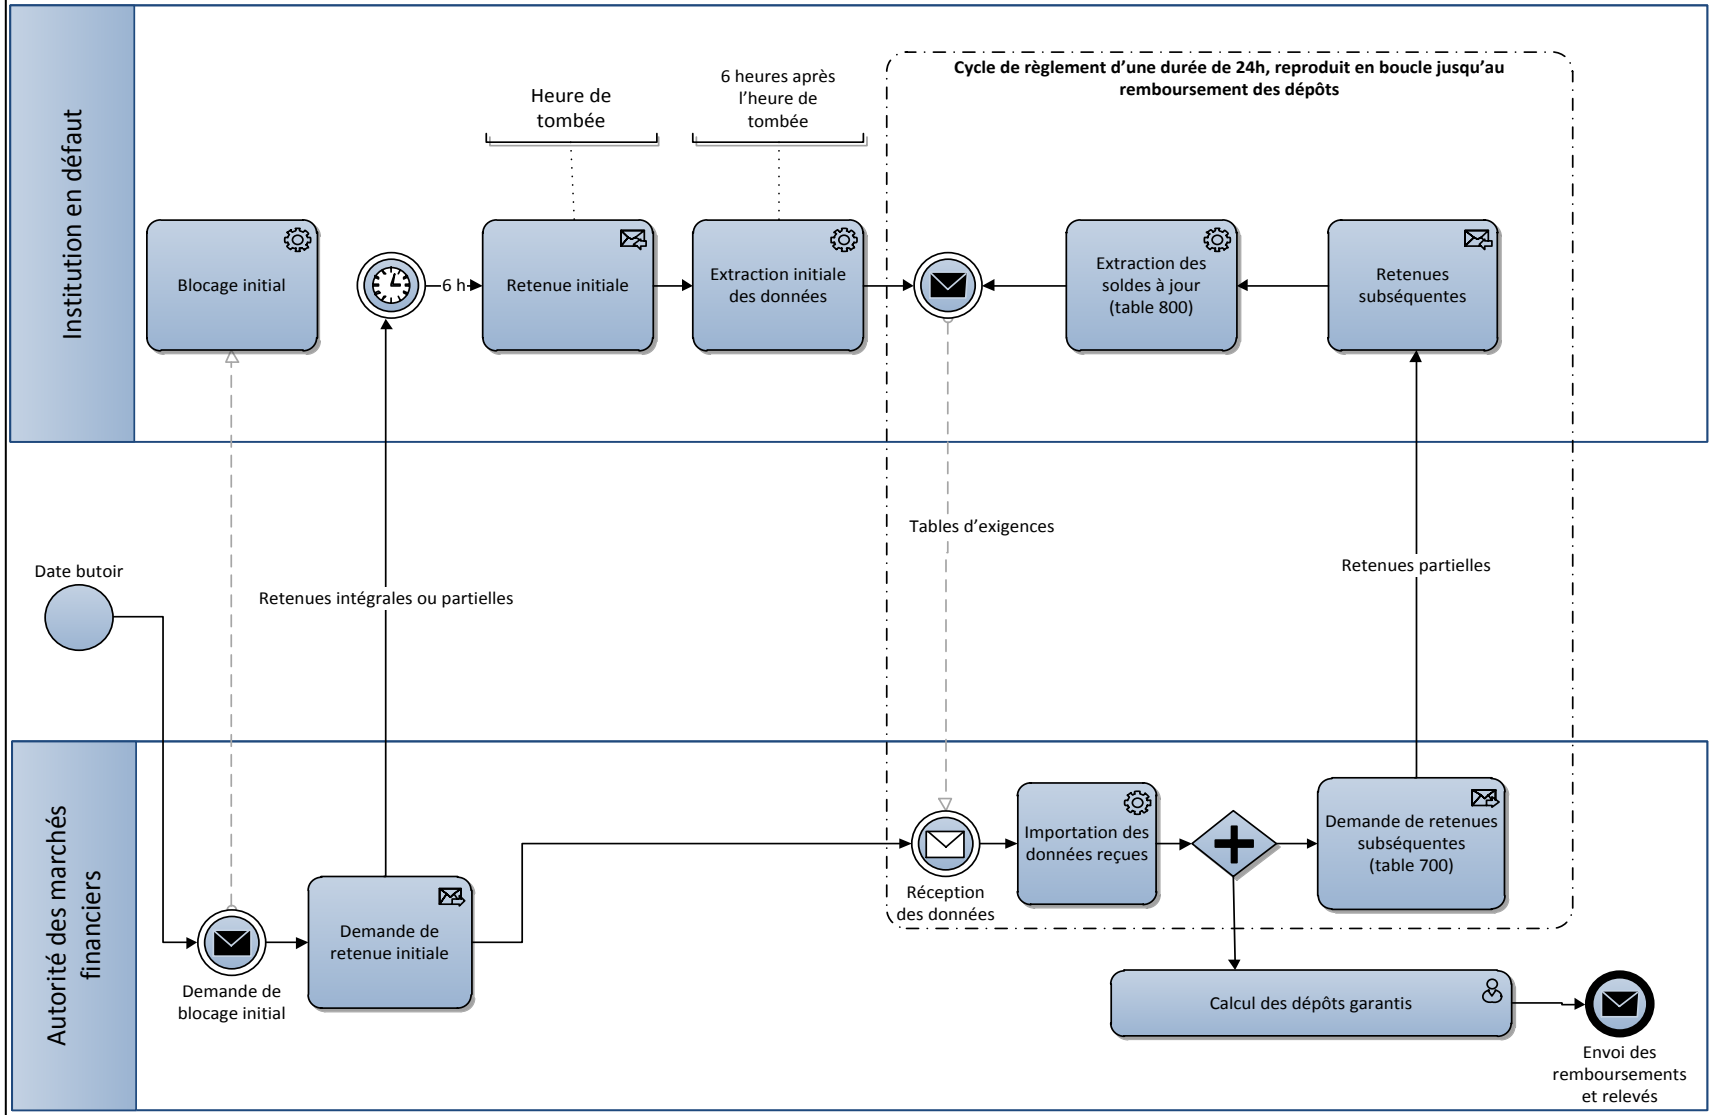 Institution en défaut
Heure de
tombée
6 heures après
l’heure de
tombée
Cycle de règlement d’une durée de 24h, reproduit en boucle jusqu’au
remboursement des dépôts
Blocage initial
6 h
Retenue initiale
Extraction initiale
des données
Extraction des
soldes à jour
(table 800)
Retenues
subséquentes
Tables d’exigences
Retenues partielles
Date butoir
Retenues intégrales ou partielles
Autorité des marchés
financiers
Demande de
blocage initial
Demande de
retenue initiale
Réception
des données
Importation des
données reçues
Demande de retenues
subséquentes
(table 700)
Calcul des dépôts garantis
Envoi des
remboursements
et relevés